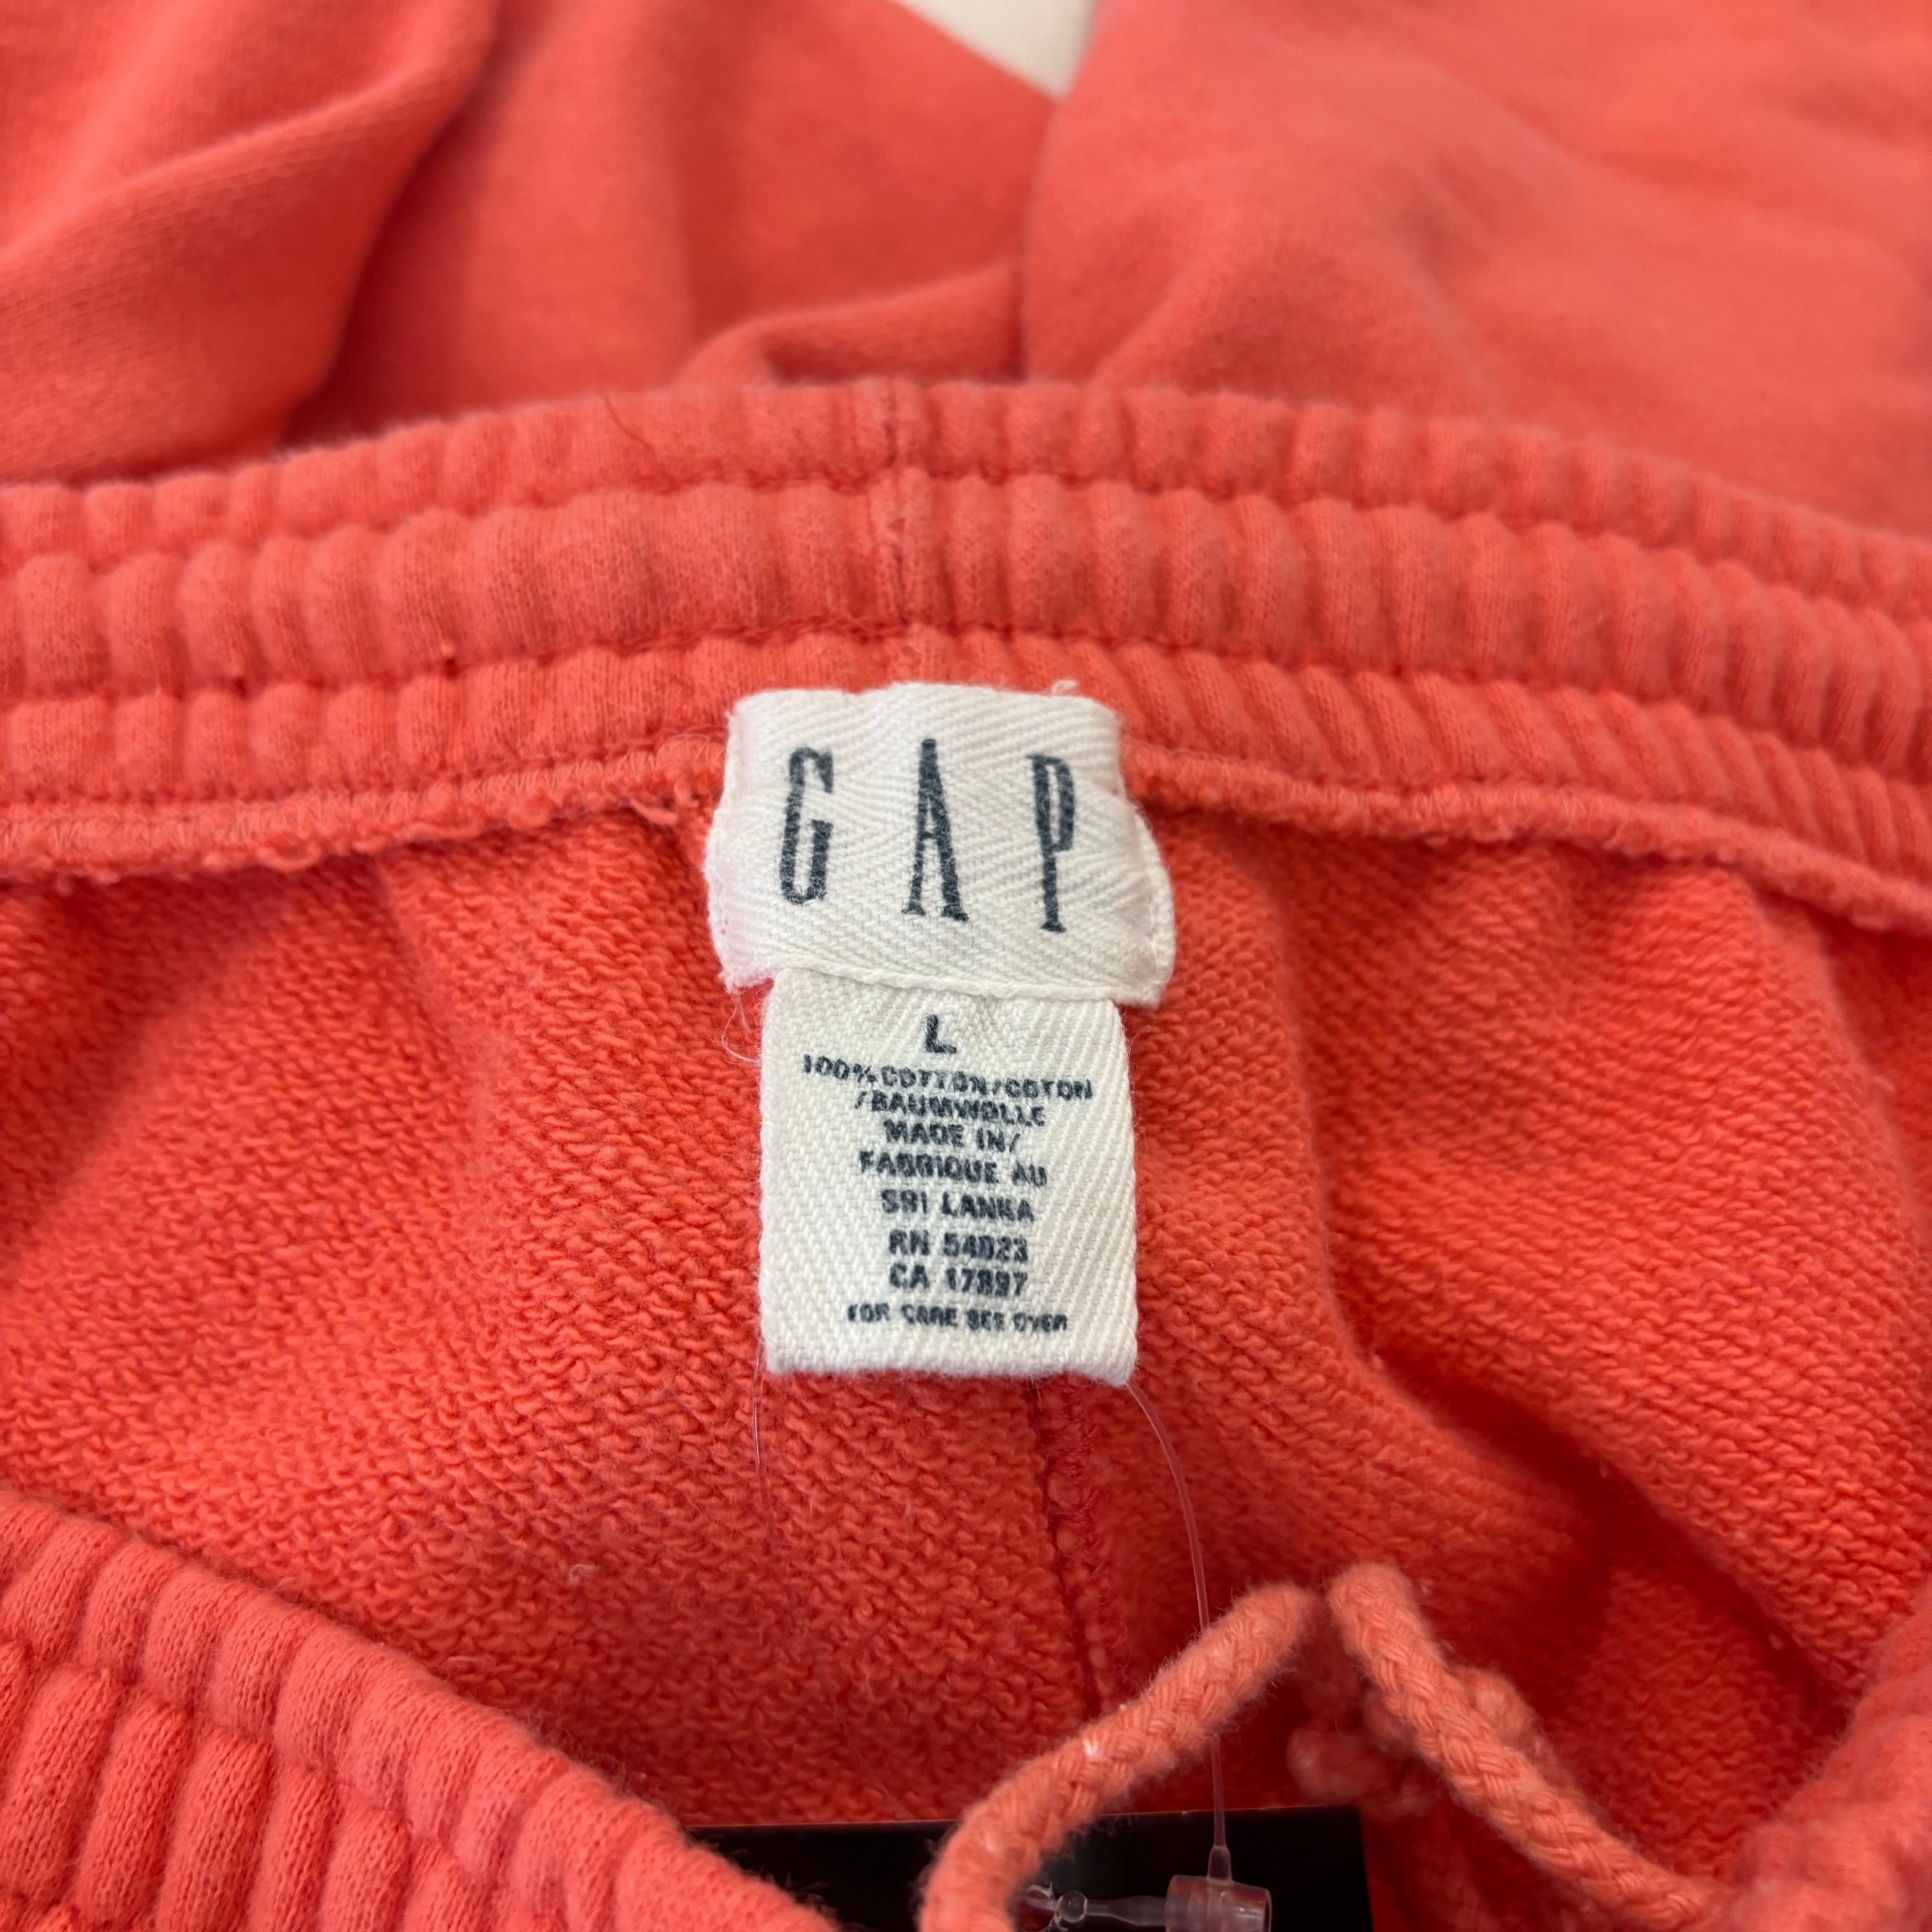 GAP
L
100% COTTON/COTON
/BAUMWOLLE
MADE IN/
FABRIQUE AU
SRI LANKA
RN 54023
CA 17897
FOR CARE SEE OVER